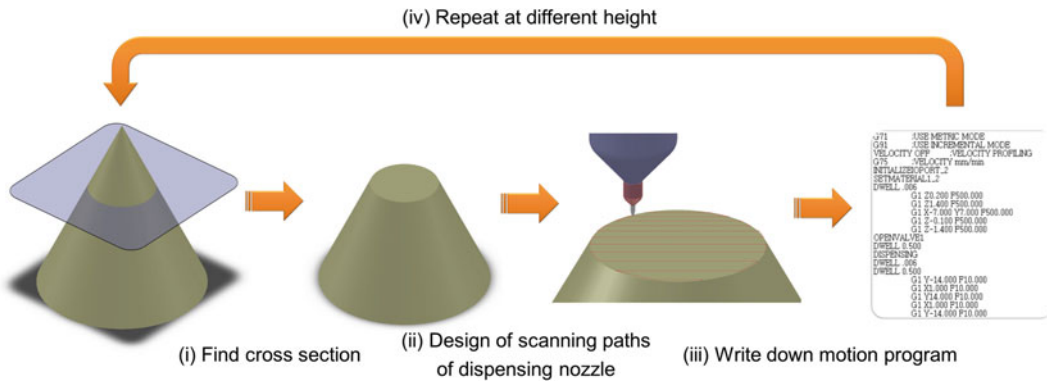 (iv) Repeat at different height
G71 :USE METRIC MODE
G91 :USE INCREMENTAL MODE
VELOCITY OFF :VELOCITY PROFILING
G75 :VELOCITY mm/min
INITIALIZEIOPORT_2
SETMATERIAL1_2
DWELL .006
G1 Z0.200 F500.000
G1 Z1.400 F500.000
G1 X-7.000 Y7.000 F500.000
G1 Z-0.100 F500.000
G1 Z-1.400 F500.000
OPENVALVE1
DWELL 0.500
DISPENSING
DWELL .006
DWELL 0.500
G1 Y-14.000 F10.000
G1 X1.000 F10.000
G1 Y14.000 F10.000
G1 X1.000 F10.000
G1 Y-14.000 F10.000
(i) Find cross section
(ii) Design of scanning paths
of dispensing nozzle
(iii) Write down motion program